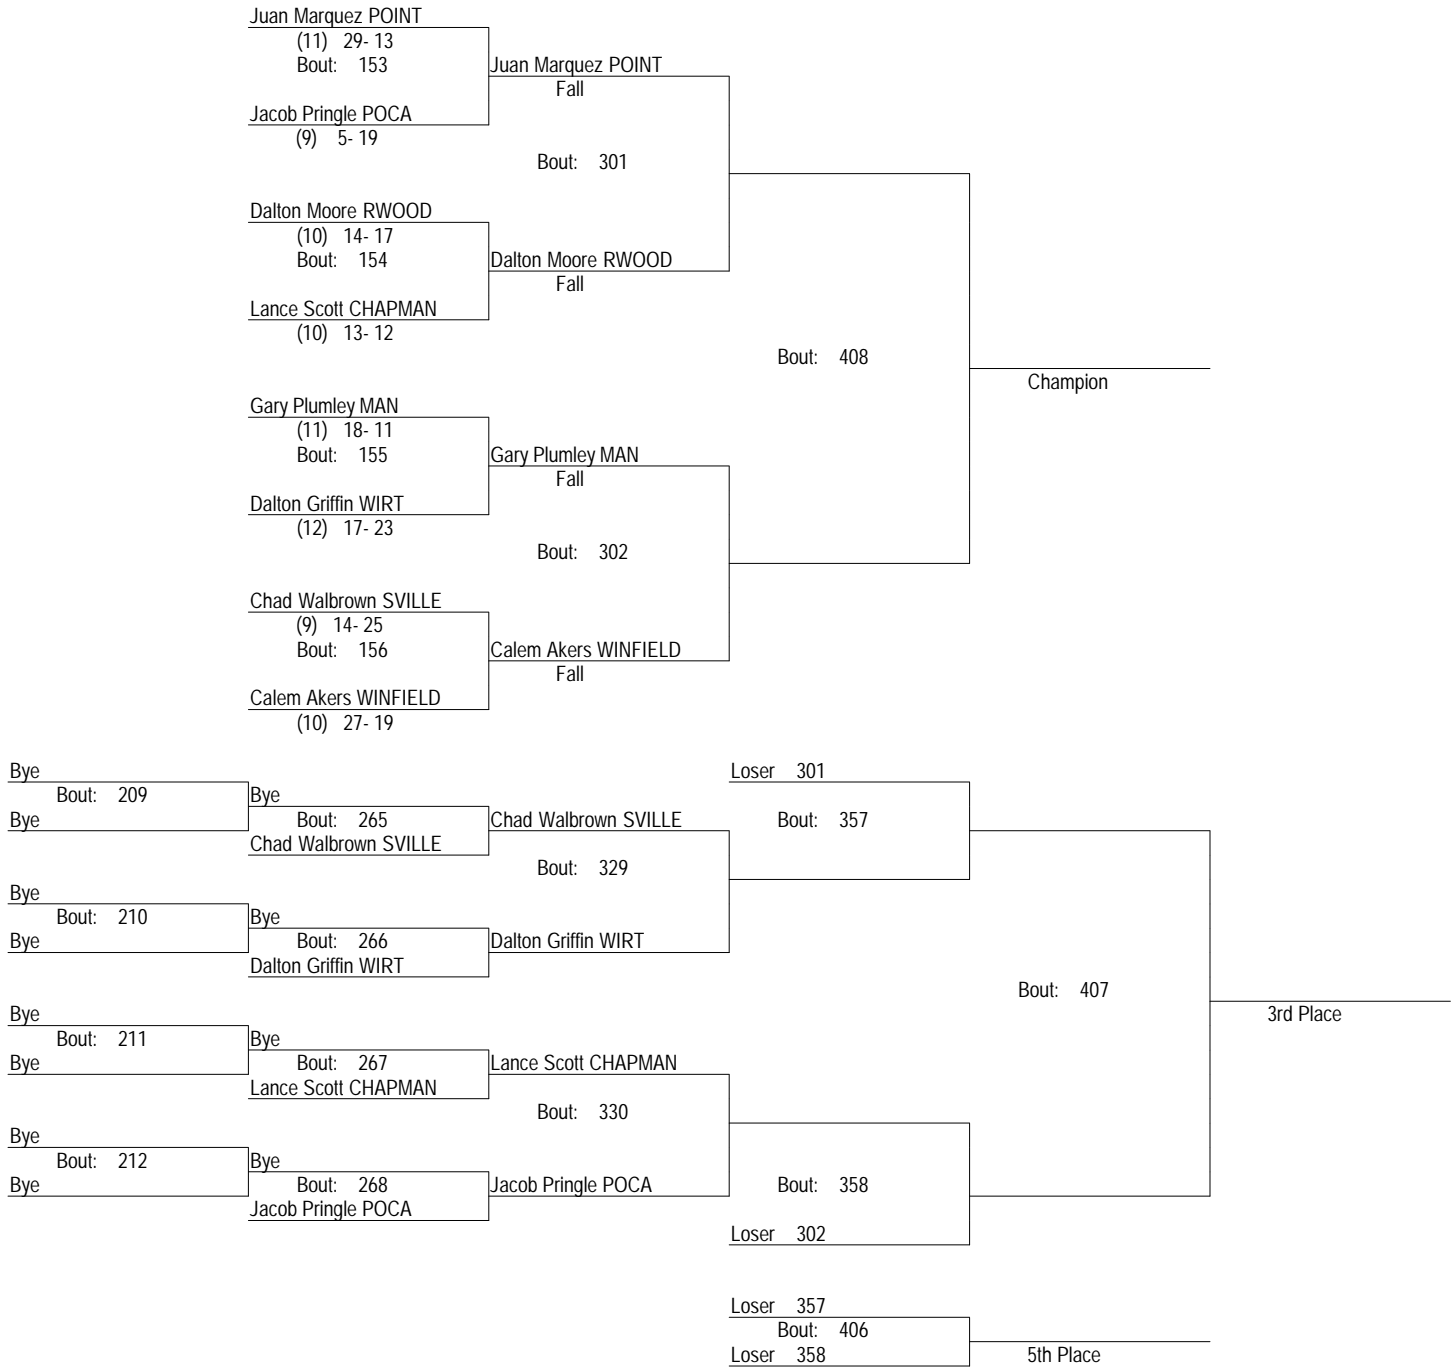 Juan Marquez POINT
(11) 29- 13
Bout: 153
Juan Marquez POINT
Fall
Jacob Pringle POCA
(9) 5- 19
Bout: 301
Dalton Moore RWOOD
(10) 14- 17
Bout: 154
Dalton Moore RWOOD
Fall
Lance Scott CHAPMAN
(10) 13- 12
Bout: 408
Champion
Gary Plumley MAN
(11) 18- 11
Bout: 155
Gary Plumley MAN
Fall
Dalton Griffin WIRT
(12) 17- 23
Bout: 302
Chad Walbrown SVILLE
(9) 14- 25
Bout: 156
Calem Akers WINFIELD
Fall
Calem Akers WINFIELD
(10) 27- 19
Bye
Bout: 209
Bye
Bye
Bout: 265
Chad Walbrown SVILLE
Chad Walbrown SVILLE
Bout: 329
Loser 301
Bout: 357
Bye
Bout: 210
Bye
Bye
Bout: 266
Dalton Griffin WIRT
Dalton Griffin WIRT
Bout: 407
3rd Place
Bye
Bout: 211
Bye
Bye
Bout: 267
Lance Scott CHAPMAN
Lance Scott CHAPMAN
Bout: 330
Bye
Bout: 212
Bye
Bye
Bout: 268
Jacob Pringle POCA
Jacob Pringle POCA
Bout: 358
Loser 302
Loser 357
Bout: 406
Loser 358
5th Place